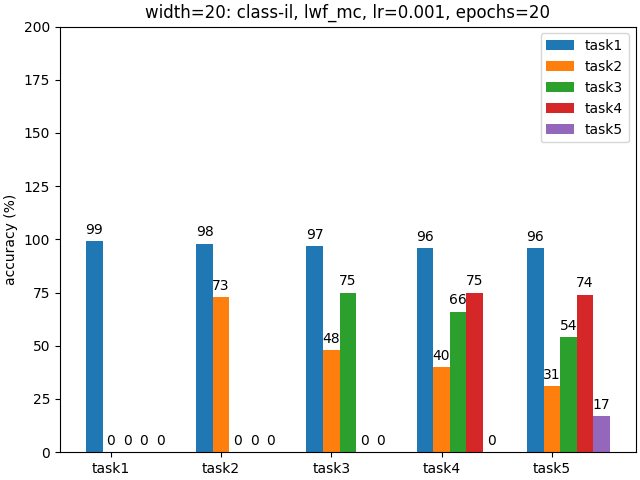 width=20: class-il, lwf_mc, lr=0.001, epochs=20
accuracy (%)
200
175
150
125
100
75
50
25
0
task1
task2
task3
task4
task5
99
0
0
0
0
98
73
0
0
0
97
48
75
0
0
96
40
66
75
0
96
31
54
74
17
task1
task2
task3
task4
task5